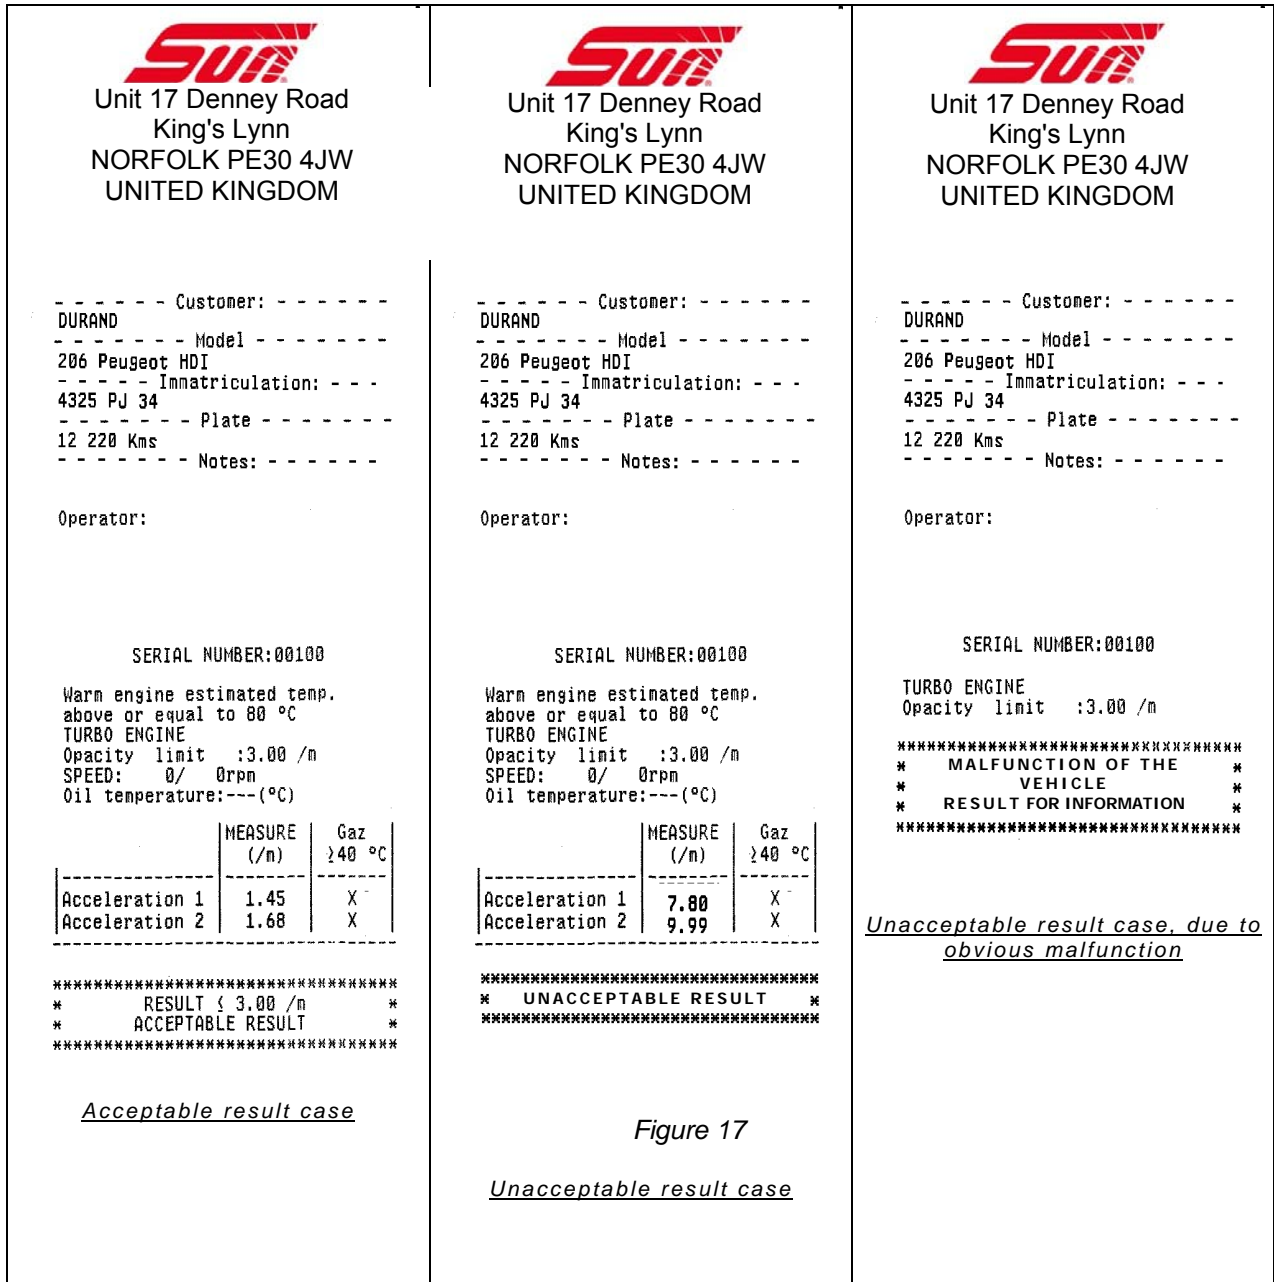 Sun
Unit 17 Denney Road
King's Lynn
NORFOLK PE30 4JW
UNITED KINGDOM
- - - - - - Customer: - - - - - -
DURAND
- - - - - - - Model - - - - - - -
206 Peugeot HDI
- - - - - Immatriculation: - - -
4325 PJ 34
- - - - - - - Plate - - - - - - -
12 220 Kms
- - - - - - - Notes: - - - - - -
Operator:
SERIAL NUMBER:00100
Warm engine estimated temp.
above or equal to 80 °C
TURBO ENGINE
Opacity limit :3.00 /m
SPEED: 0/ 0rpm
Oil temperature:---(°C)
MEASURE Gaz
(/m) ≥40 °C
Acceleration 1 1.45 X
Acceleration 2 1.68 X
**********************************
* RESULT ≤ 3.00 /m *
* ACCEPTABLE RESULT *
**********************************
Acceptable result case
Sun
Unit 17 Denney Road
King's Lynn
NORFOLK PE30 4JW
UNITED KINGDOM
- - - - - - Customer: - - - - - -
DURAND
- - - - - - - Model - - - - - - -
206 Peugeot HDI
- - - - - Immatriculation: - - -
4325 PJ 34
- - - - - - - Plate - - - - - - -
12 220 Kms
- - - - - - - Notes: - - - - - -
Operator:
SERIAL NUMBER:00100
Warm engine estimated temp.
above or equal to 80 °C
TURBO ENGINE
Opacity limit :3.00 /m
SPEED: 0/ 0rpm
Oil temperature:---(°C)
MEASURE Gaz
(/m) ≥40 °C
Acceleration 1 7.80 X
Acceleration 2 9.99 X
**********************************
* UNACCEPTABLE RESULT *
**********************************
Figure 17
Unacceptable result case
Sun
Unit 17 Denney Road
King's Lynn
NORFOLK PE30 4JW
UNITED KINGDOM
- - - - - - Customer: - - - - - -
DURAND
- - - - - - - Model - - - - - - -
206 Peugeot HDI
- - - - - Immatriculation: - - -
4325 PJ 34
- - - - - - - Plate - - - - - - -
12 220 Kms
- - - - - - - Notes: - - - - - -
Operator:
SERIAL NUMBER:00100
TURBO ENGINE
Opacity limit :3.00 /m
**********************************
* MALFUNCTION OF THE *
* VEHICLE *
* RESULT FOR INFORMATION *
**********************************
Unacceptable result case, due to
obvious malfunction